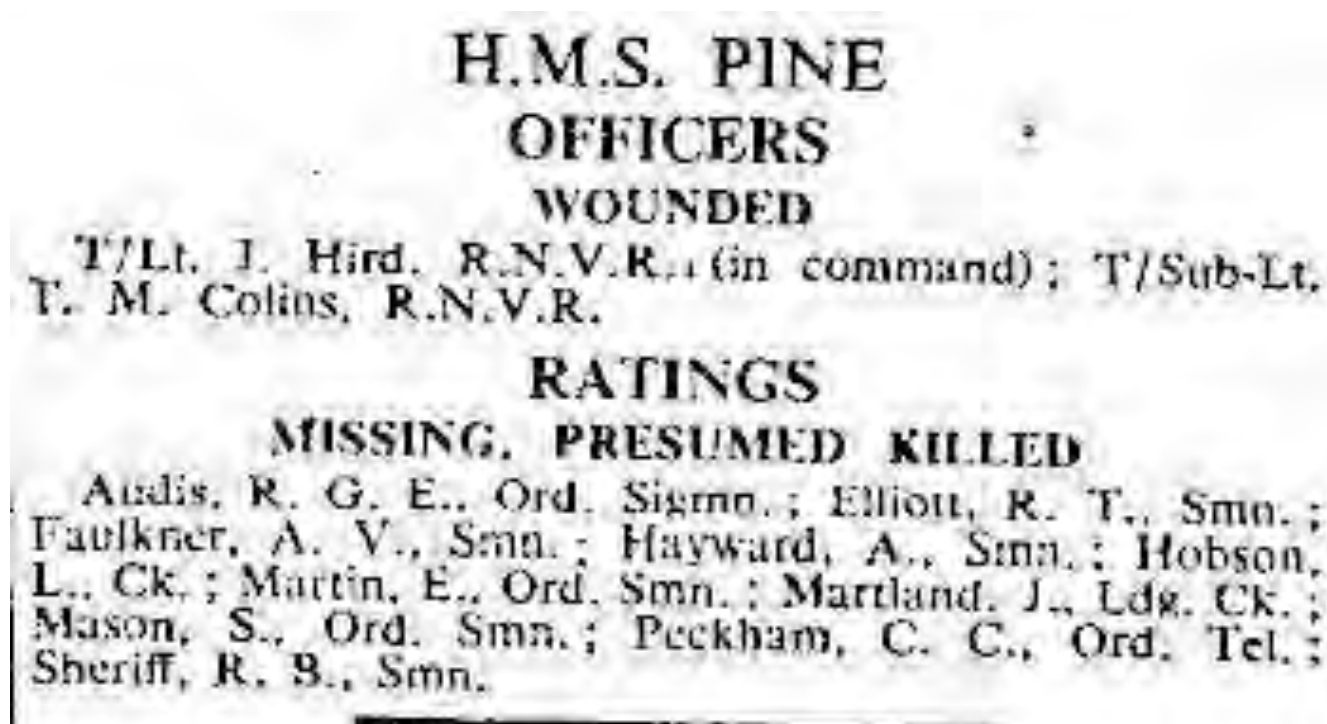 H.M.S. PINE
OFFICERS
WOUNDED
T/Lt. J. Hird, R.N.V.R., (in command); T/Sub-Lt.
T. M. Colins, R.N.V.R.
RATINGS
MISSING, PRESUMED KILLED
Audis, R. G. E., Ord. Sigmn.; Elliott, R. T., Smn.;
Faulkner, A. V., Smn.; Hayward, A., Smn.; Hobson,
L., Ck.; Martin, E., Ord. Smn.; Martland, J., Ldg. Ck.;
Mason, S., Ord. Smn.; Peckham, C. C., Ord. Tel.;
Sheriff, R. B., Smn.